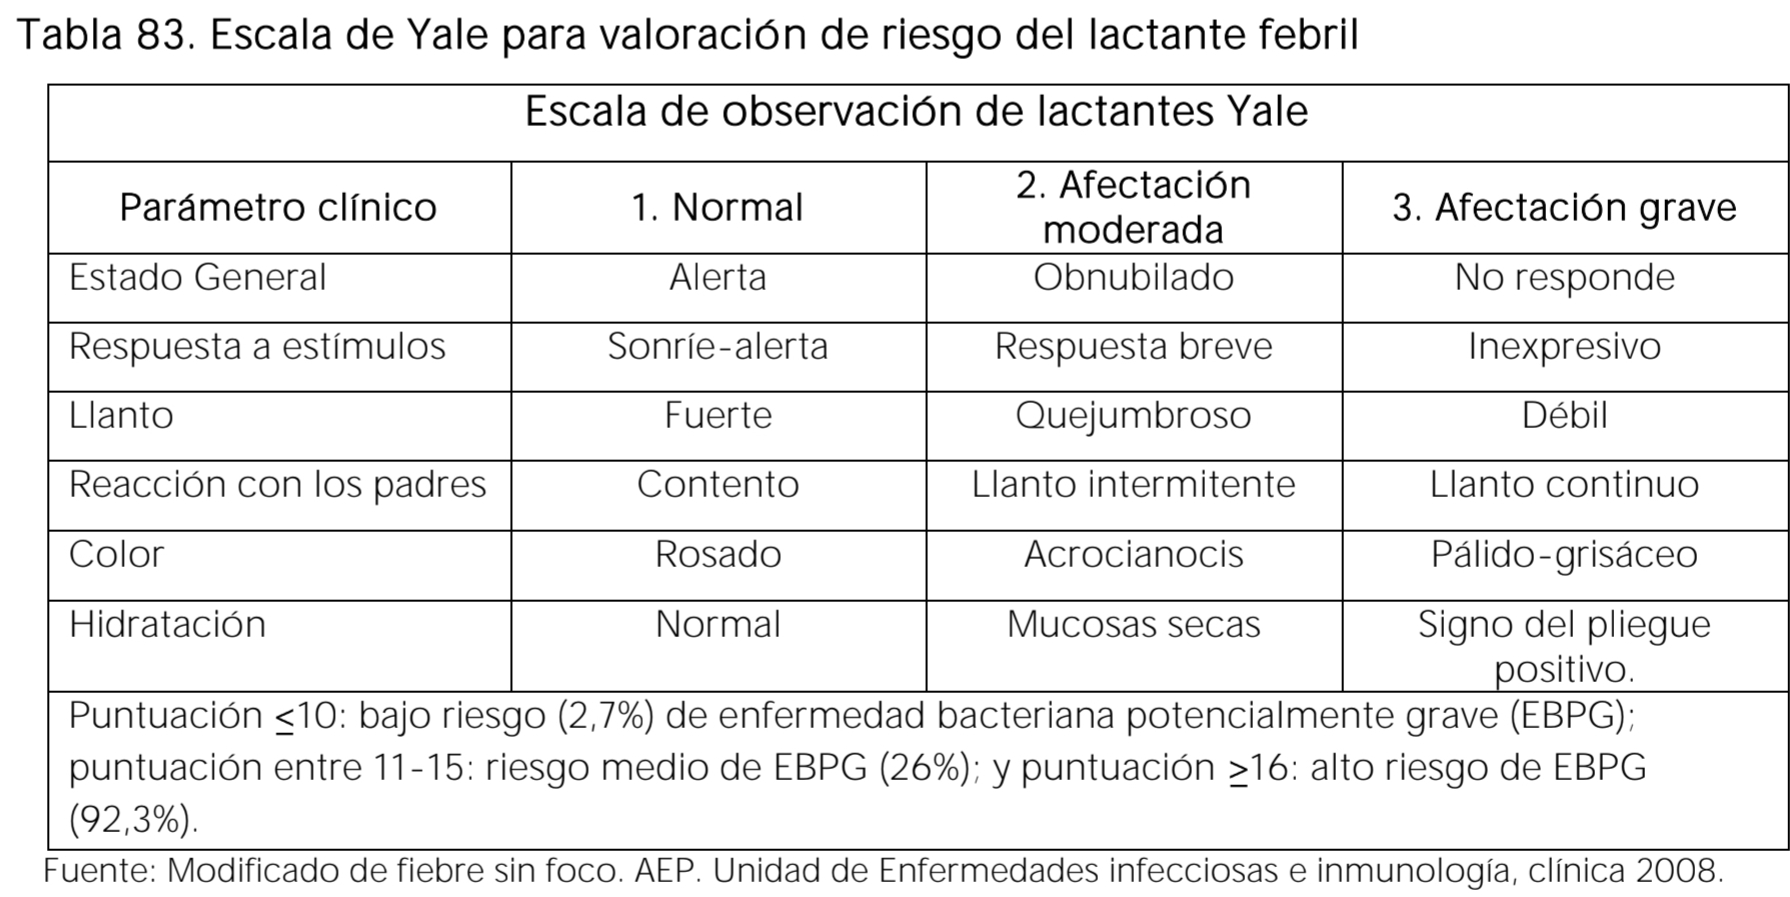 Tabla 83. Escala de Yale para valoración de riesgo del lactante febril
Escala de observación de lactantes Yale
Parámetro clínico 1. Normal 2. Afectación moderada 3. Afectación grave
Estado General Alerta Obnubilado No responde
Respuesta a estímulos Sonríe-alerta Respuesta breve Inexpresivo
Llanto Fuerte Quejumbroso Débil
Reacción con los padres Contento Llanto intermitente Llanto continuo
Color Rosado Acrocianocis Pálido-grisáceo
Hidratación Normal Mucosas secas Signo del pliegue positivo.
Puntuación ≤10: bajo riesgo (2,7%) de enfermedad bacteriana potencialmente grave (EBPG);
puntuación entre 11-15: riesgo medio de EBPG (26%); y puntuación ≥16: alto riesgo de EBPG
(92,3%).
Fuente: Modificado de fiebre sin foco. AEP. Unidad de Enfermedades infecciosas e inmunología, clínica 2008.